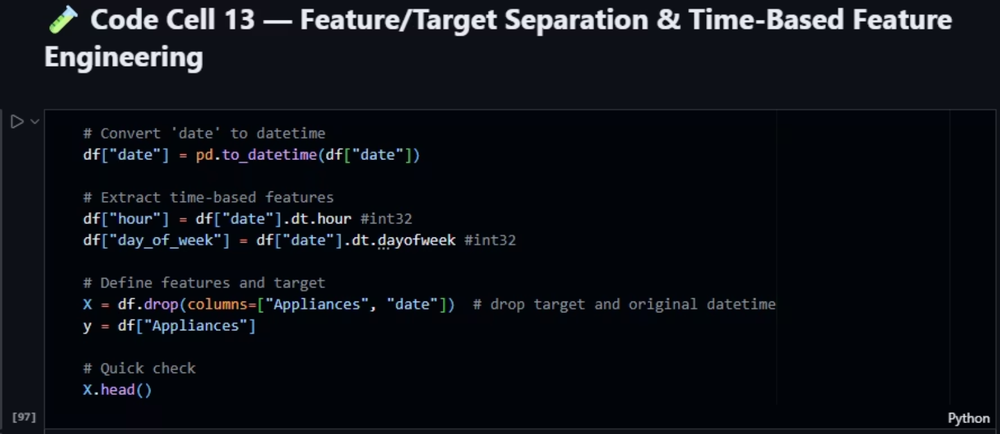 🧪 Code Cell 13 — Feature/Target Separation & Time-Based Feature
Engineering
# Convert 'date' to datetime
df["date"] = pd.to_datetime(df["date"])
# Extract time-based features
df["hour"] = df["date"].dt.hour #int32
df["day_of_week"] = df["date"].dt.dayofweek #int32
# Define features and target
X = df.drop(columns=["Appliances", "date"])  # drop target and original datetime
y = df["Appliances"]
# Quick check
X.head()
[97]
Python